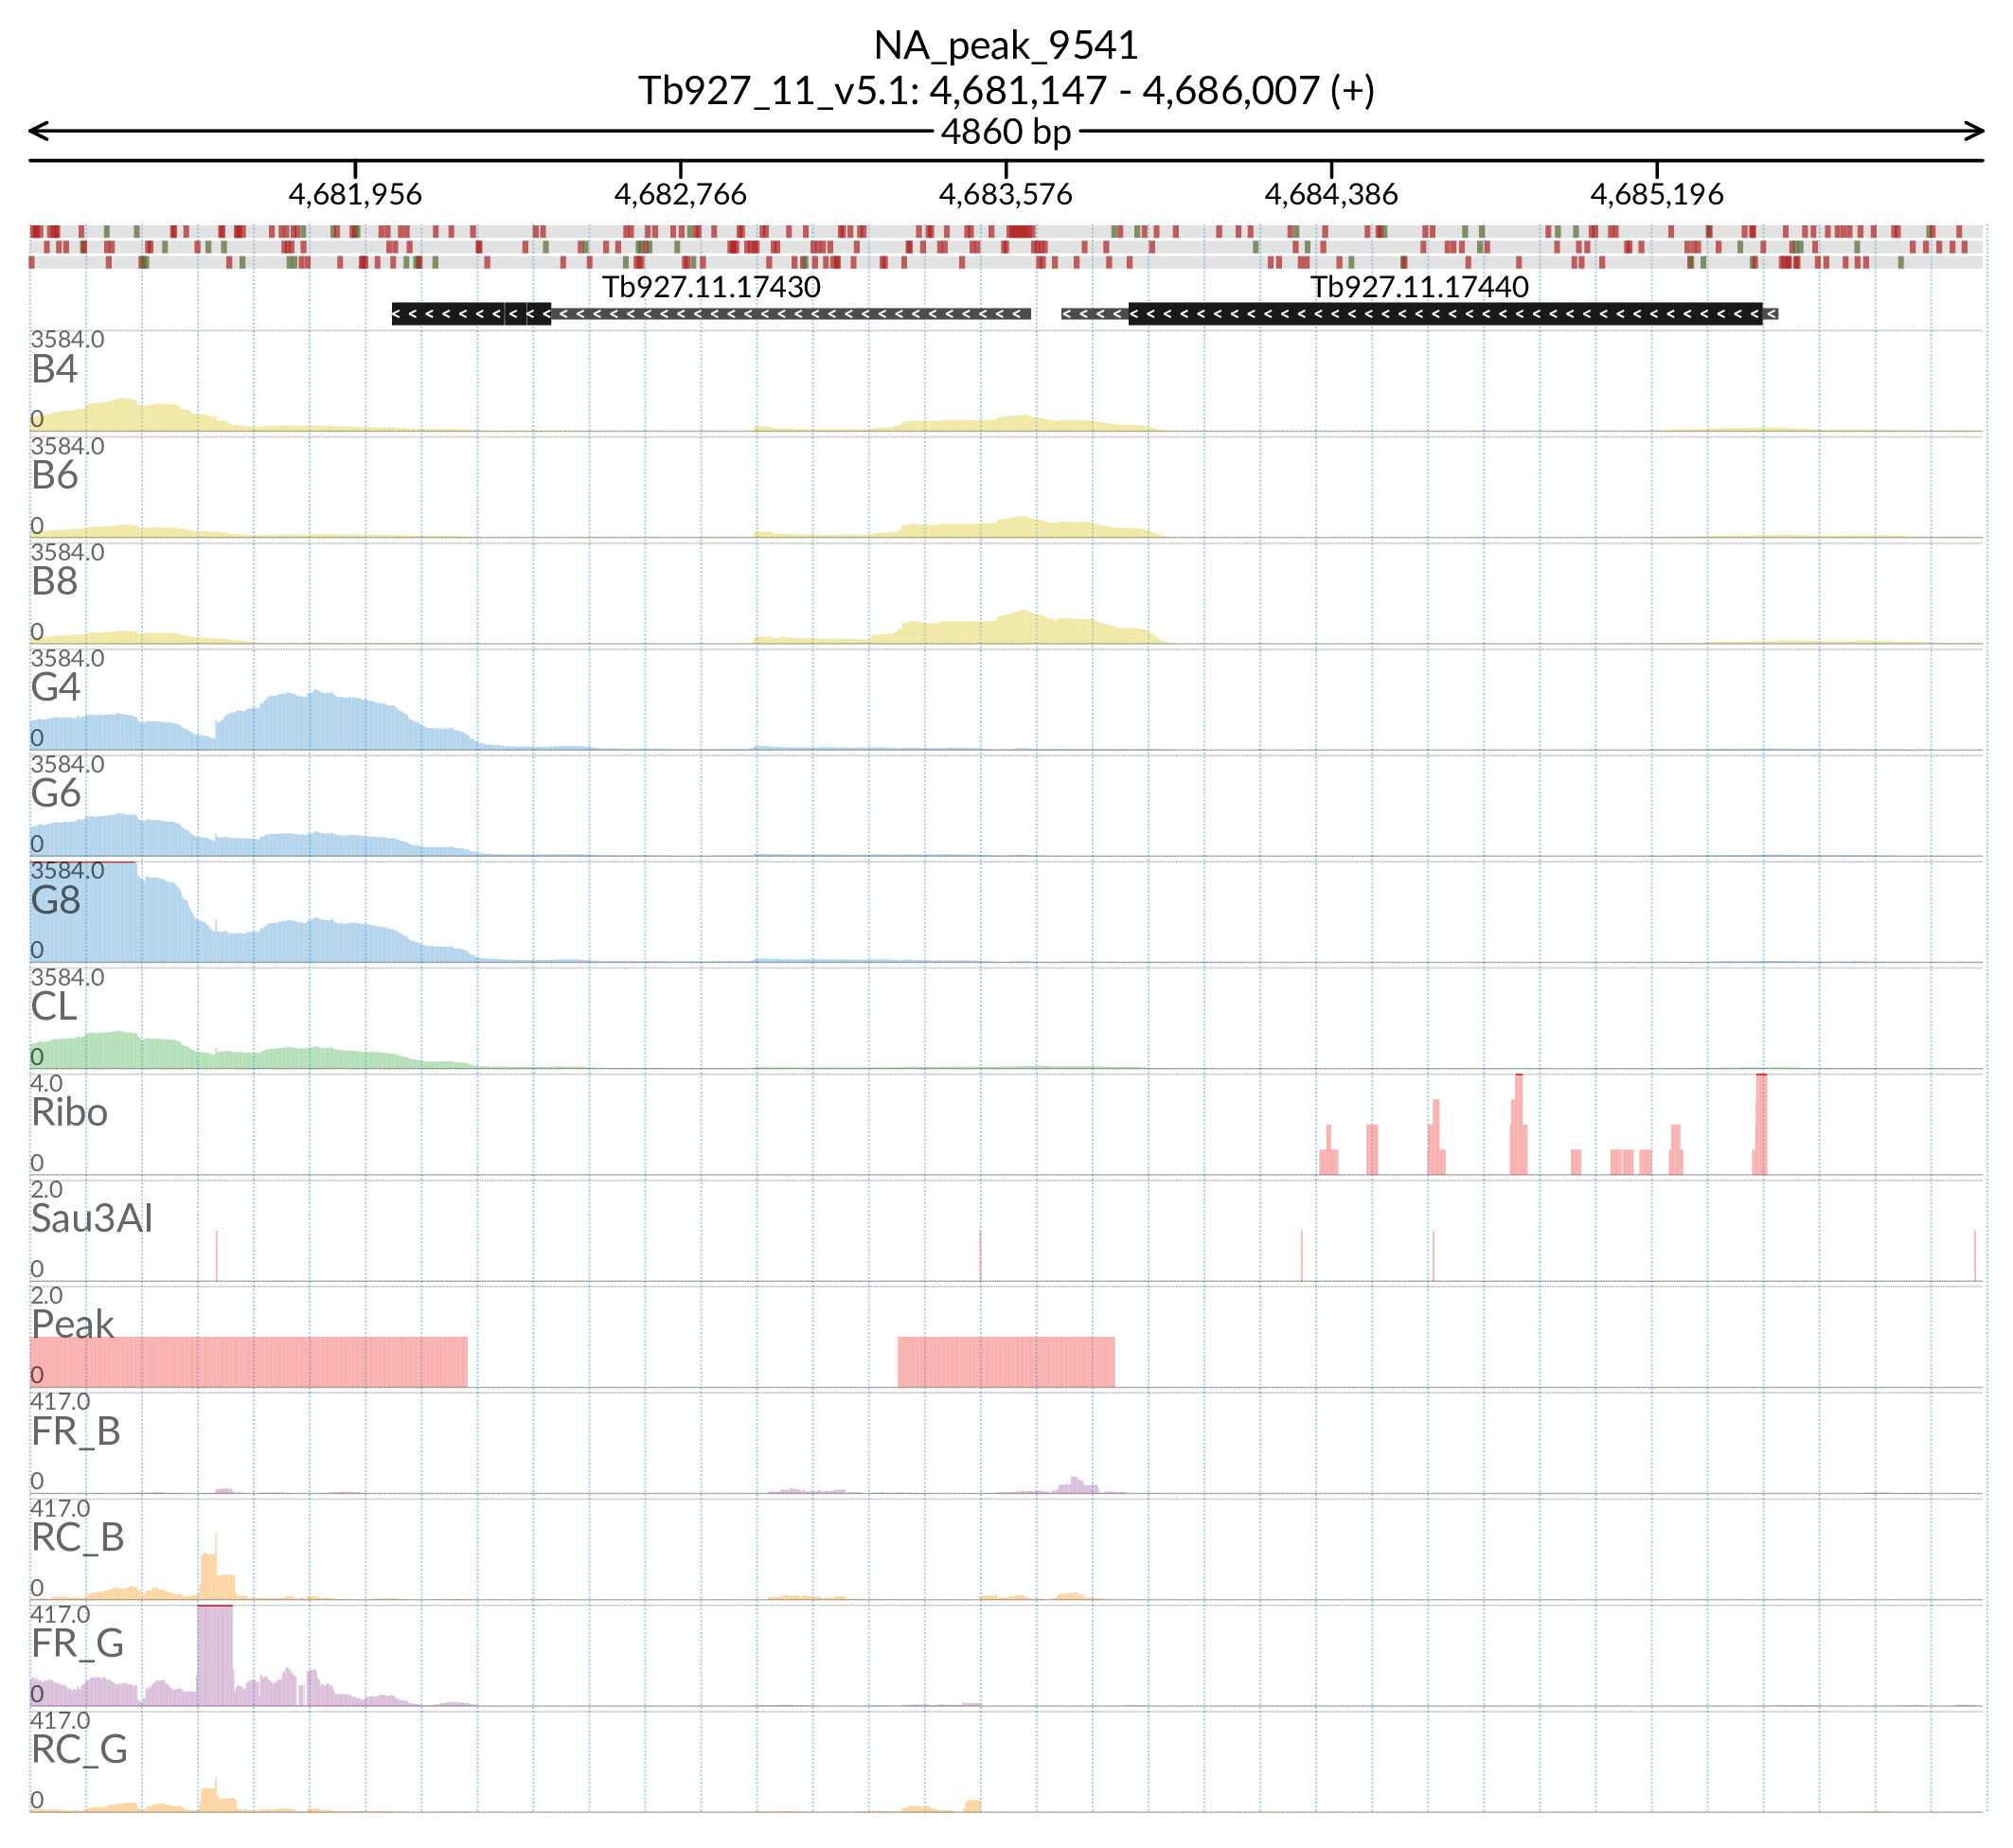 NA_peak_9541
Tb927_11_v5.1: 4,681,147 - 4,686,007 (+)
4860 bp
4,681,956 4,682,766 4,683,576 4,684,386 4,685,196
Tb927.11.17430 Tb927.11.17440
3584.0
B4
0
3584.0
B6
0
3584.0
B8
0
3584.0
G4
0
3584.0
G6
0
3584.0
G8
0
3584.0
CL
0
4.0
Ribo
0
2.0
Sau3AI
0
2.0
Peak
0
417.0
FR_B
0
417.0
RC_B
0
417.0
FR_G
0
417.0
RC_G
0